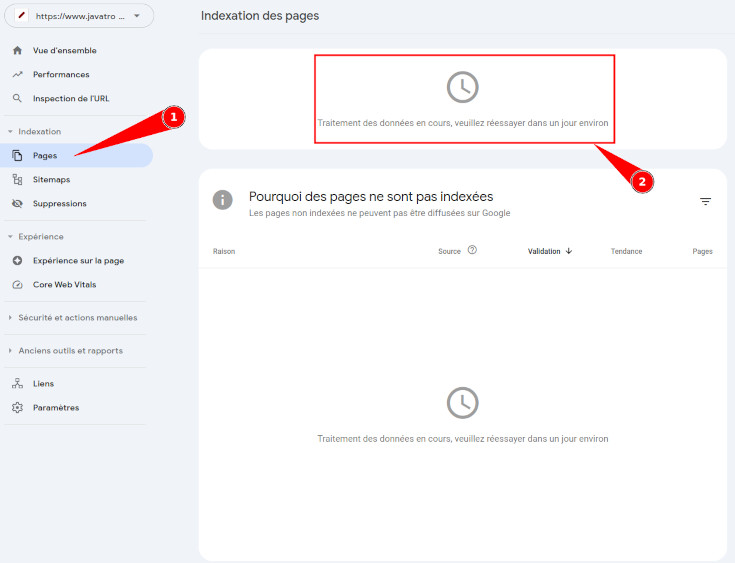 https://www.javatro ...
Indexation des pages
Vue d'ensemble
Performances
Inspection de l'URL
Indexation
1
Pages
Sitemaps
Suppressions
Expérience
Expérience sur la page
Core Web Vitals
Sécurité et actions manuelles
Anciens outils et rapports
Liens
Paramètres
Traitement des données en cours, veuillez réessayer dans un jour environ
2
Pourquoi des pages ne sont pas indexées
Les pages non indexées ne peuvent pas être diffusées sur Google
Raison Source Validation Tendance Pages
Traitement des données en cours, veuillez réessayer dans un jour environ